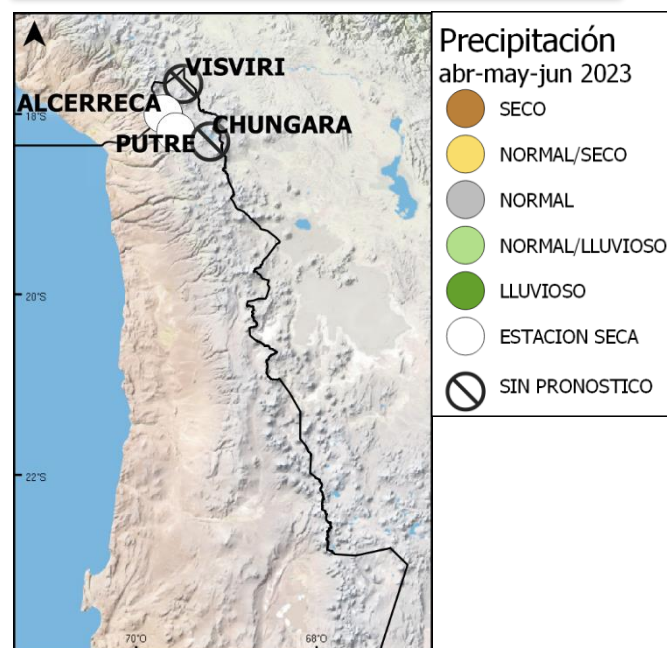 VISVIRI
ALCERRECA
CHUNGARA
PUTRE
18°S
20°S
22°S
70°O
68°O
Precipitación
abr-may-jun 2023
SECO
NORMAL/SECO
NORMAL
NORMAL/LLUVIOSO
LLUVIOSO
ESTACION SECA
SIN PRONOSTICO